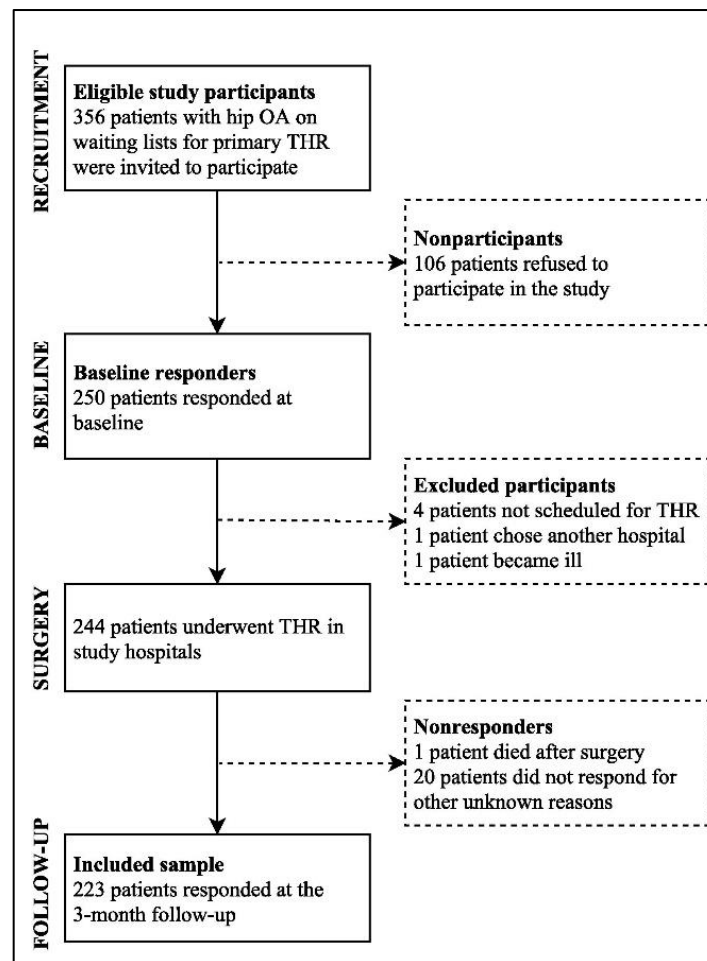 RECRUITMENT
Eligible study participants
356 patients with hip OA on
waiting lists for primary THR
were invited to participate
Nonparticipants
106 patients refused to
participate in the study
BASELINE
Baseline responders
250 patients responded at
baseline
Excluded participants
4 patients not scheduled for THR
1 patient chose another hospital
1 patient became ill
SURGERY
244 patients underwent THR in
study hospitals
Nonresponders
1 patient died after surgery
20 patients did not respond for
other unknown reasons
FOLLOW-UP
Included sample
223 patients responded at the
3-month follow-up